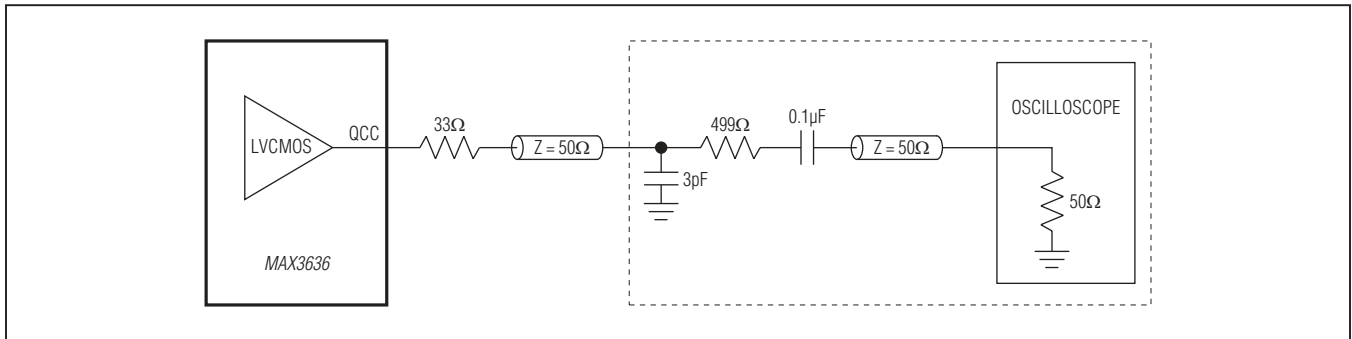 LVCMOS
QCC
MAX3636
33Ω
Z = 50Ω
3pF
499Ω
0.1µF
Z = 50Ω
OSCILLOSCOPE
50Ω